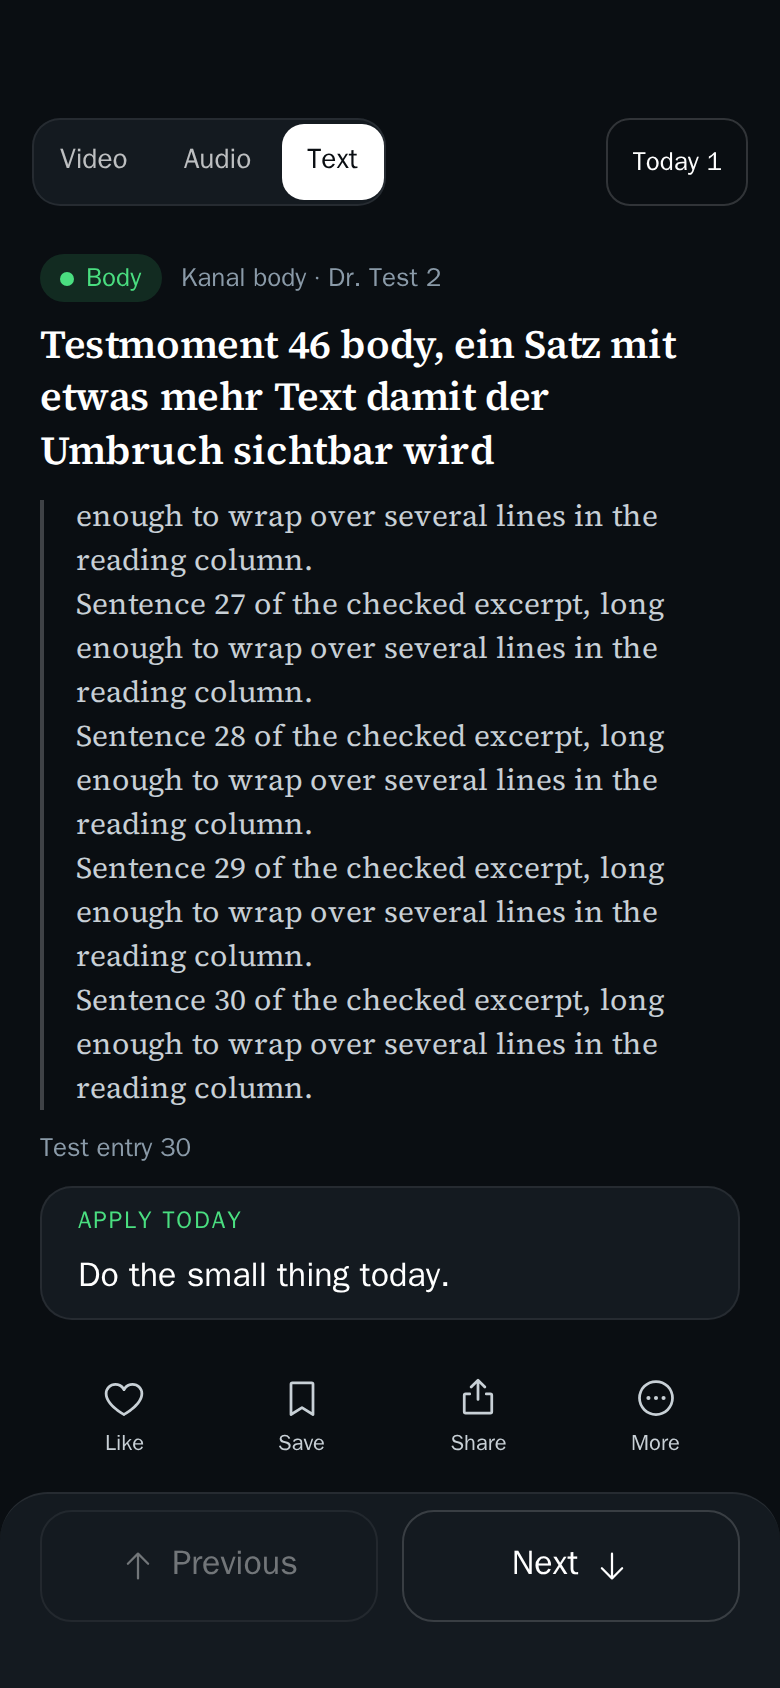 Video Audio Text Today 1
Body Kanal body · Dr. Test 2
Testmoment 46 body, ein Satz mit
etwas mehr Text damit der
Umbruch sichtbar wird
enough to wrap over several lines in the
reading column.
Sentence 27 of the checked excerpt, long
enough to wrap over several lines in the
reading column.
Sentence 28 of the checked excerpt, long
enough to wrap over several lines in the
reading column.
Sentence 29 of the checked excerpt, long
enough to wrap over several lines in the
reading column.
Sentence 30 of the checked excerpt, long
enough to wrap over several lines in the
reading column.
Test entry 30
APPLY TODAY
Do the small thing today.
Like Save Share More
Previous Next